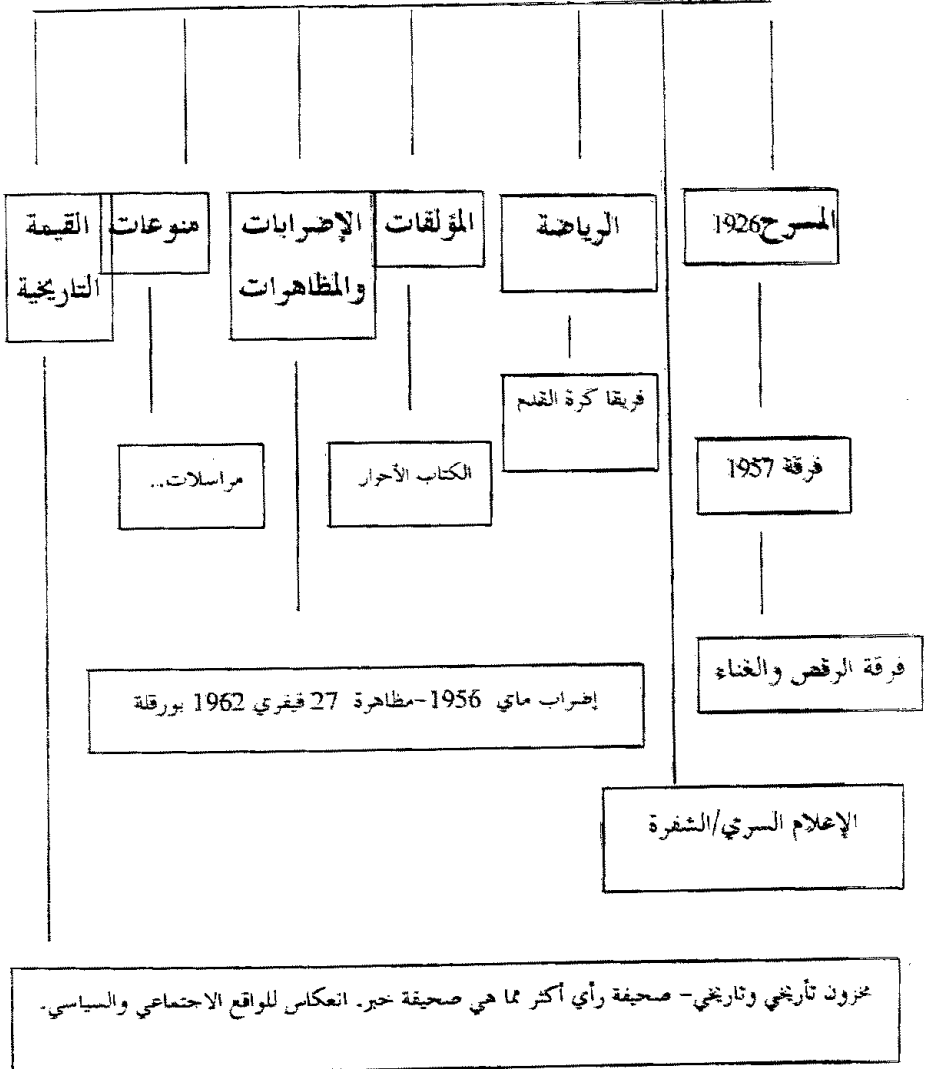 المسرح1926
الرياضة
المؤلفات
الإضرابات
والمظاهرات
منوعات
القيمة
التاريخية
فريقا كرة القدم
فرقة 1957
الكتاب الأحرار
مراسلات..
فرقة الرقص والغناء
إضراب ماي 1956-مظاهرة 27 فيفري 1962 بورقلة
الإعلام السري/الشفرة
مخزون تأريخي وتاريخي- صحيفة رأي أكثر مما هي صحيفة خبر. انعكاس للواقع الاجتماعي والسياسي.